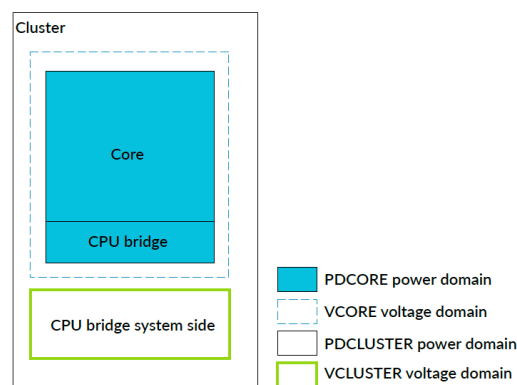 Cluster
Core
CPU bridge
CPU bridge system side
PDCORE power domain
VCORE voltage domain
PDCLUSTER power domain
VCLUSTER voltage domain